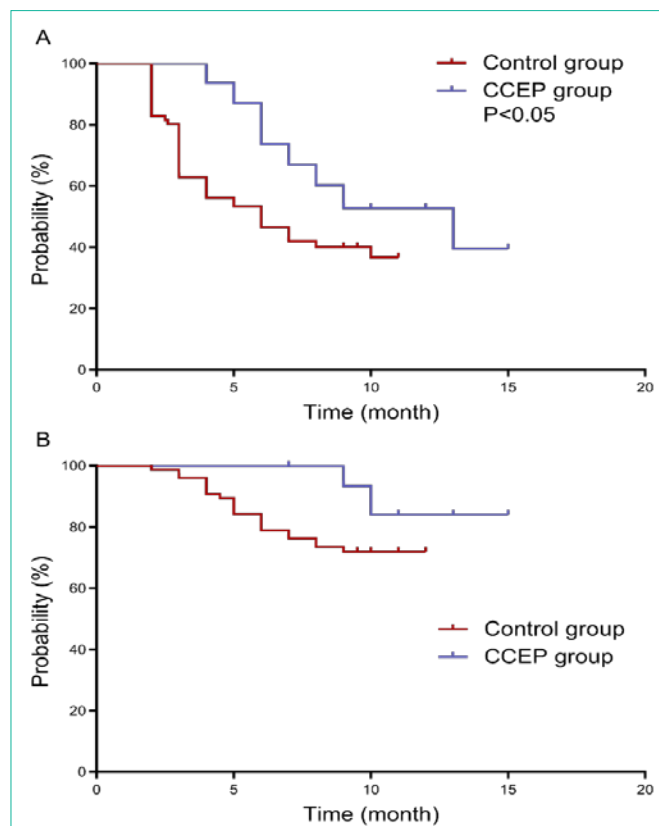 A
Control group
CCEP group
P<0.05
100
80
60
40
20
0
Probability (%)
0 5 10 15 20
Time (month)
B
100
80
60
40
20
0
Probability (%)
Control group
CCEP group
0 5 10 15 20
Time (month)